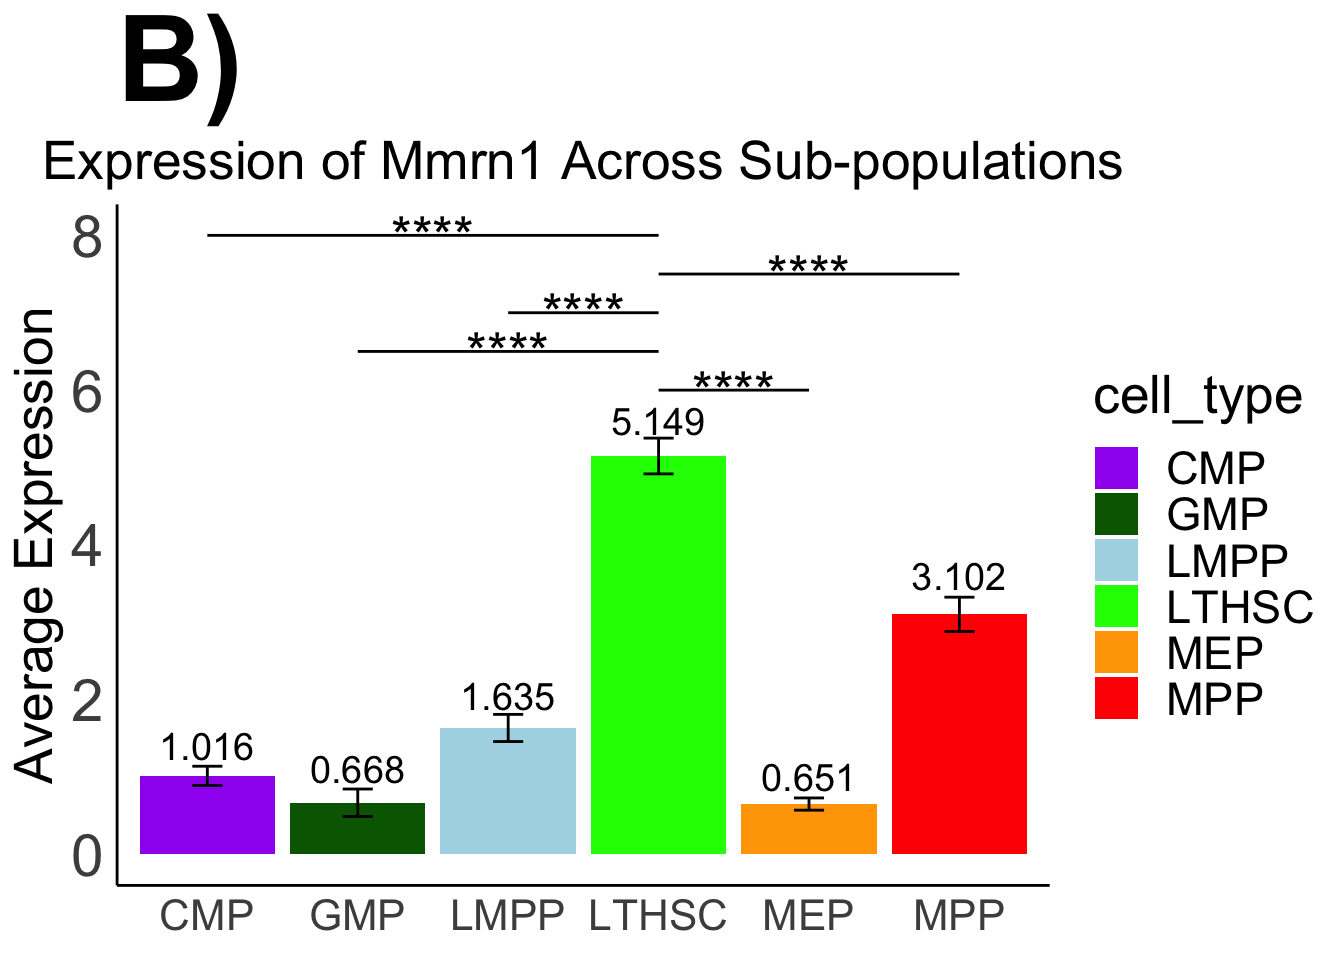 B)
Expression of Mmrn1 Across Sub-populations
Average Expression
8
6
4
2
0
****
****
****
****
****
1.016
0.668
1.635
5.149
0.651
3.102
CMP GMP LMPP LTHSC MEP MPP
cell_type
CMP
GMP
LMPP
LTHSC
MEP
MPP